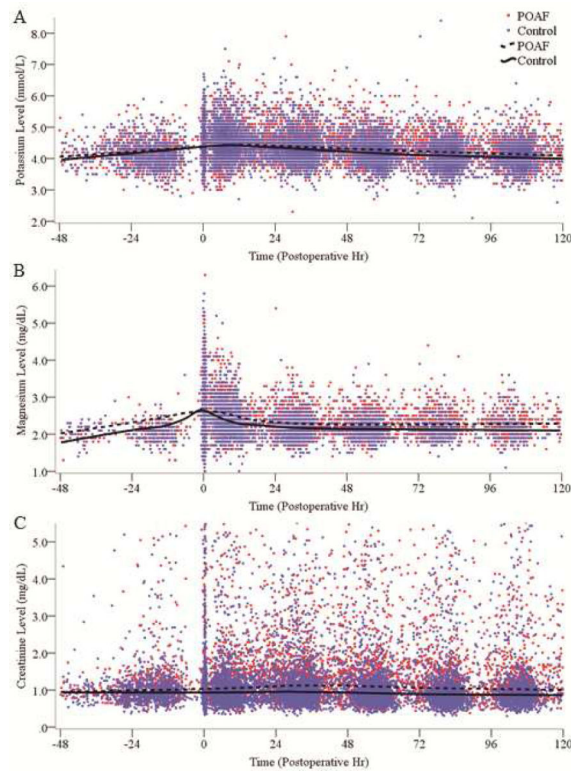 A
POAF
Control
POAF
Control
8.0
7.0
6.0
5.0
4.0
3.0
2.0
Potassium Level (mmol/L)
-48 -24 0 24 48 72 96 120
Time (Postoperative Hr)
B
6.0
5.0
4.0
3.0
2.0
1.0
Magnesium Level (mg/dL)
-48 -24 0 24 48 72 96 120
Time (Postoperative Hr)
C
5.0
4.0
3.0
2.0
1.0
.0
Creatinine Level (mg/dL)
-48 -24 0 24 48 72 96 120
Time (Postoperative Hr)